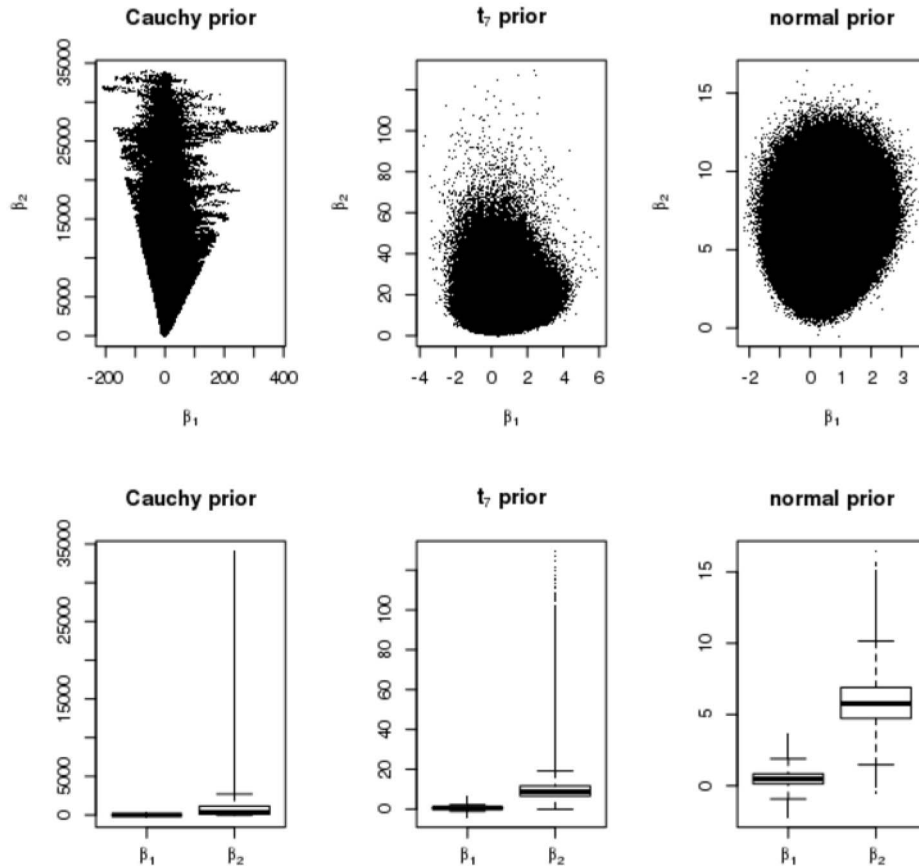 Cauchy prior
t₇ prior
normal prior
35000
25000
15000
5000
0
β₂
-200 0 200 400
β₁
120
100
80
60
40
20
0
β₂
-4 -2 0 2 4 6
β₁
15
10
5
0
β₂
-2 0 1 2 3
β₁
Cauchy prior
t₇ prior
normal prior
35000
25000
15000
5000
0
β₁ β₂
100
80
60
40
20
0
β₁ β₂
15
10
5
0
β₁ β₂